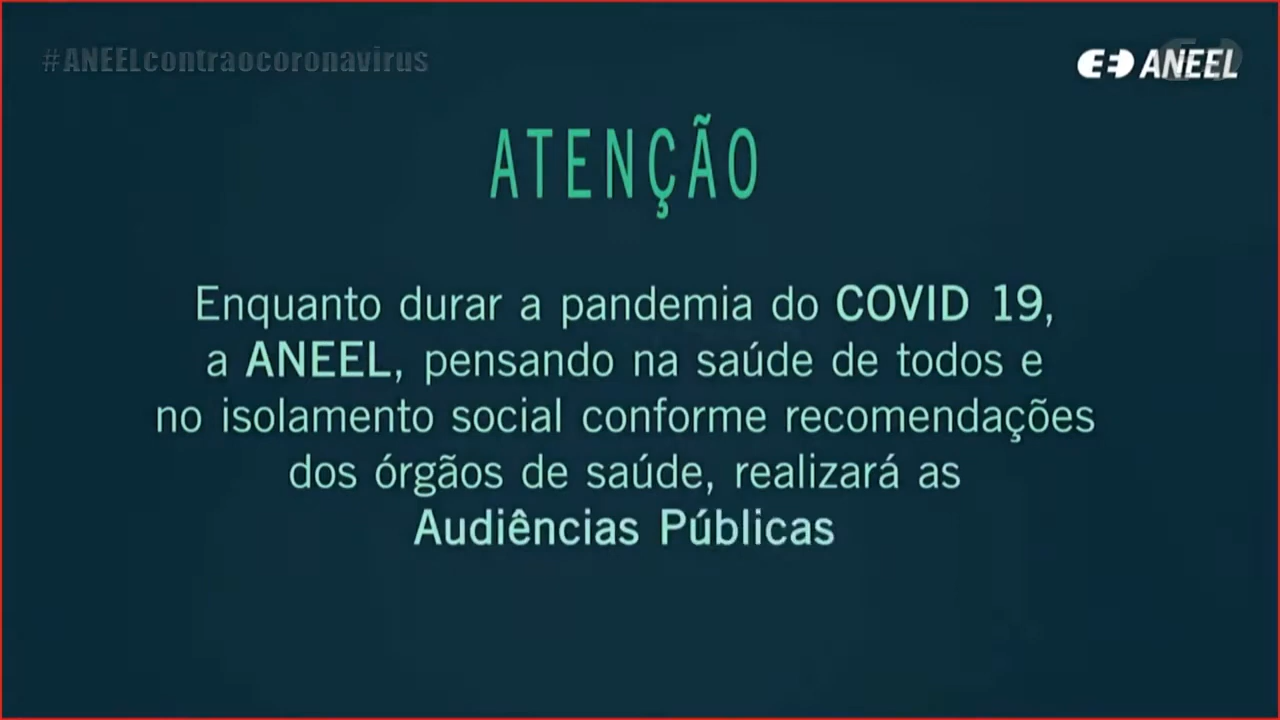 #ANEELcontraocoronavirus
ANEEL
ATENÇÃO
Enquanto durar a pandemia do COVID 19,
a ANEEL, pensando na saúde de todos e
no isolamento social conforme recomendações
dos órgãos de saúde, realizará as
Audiências Públicas